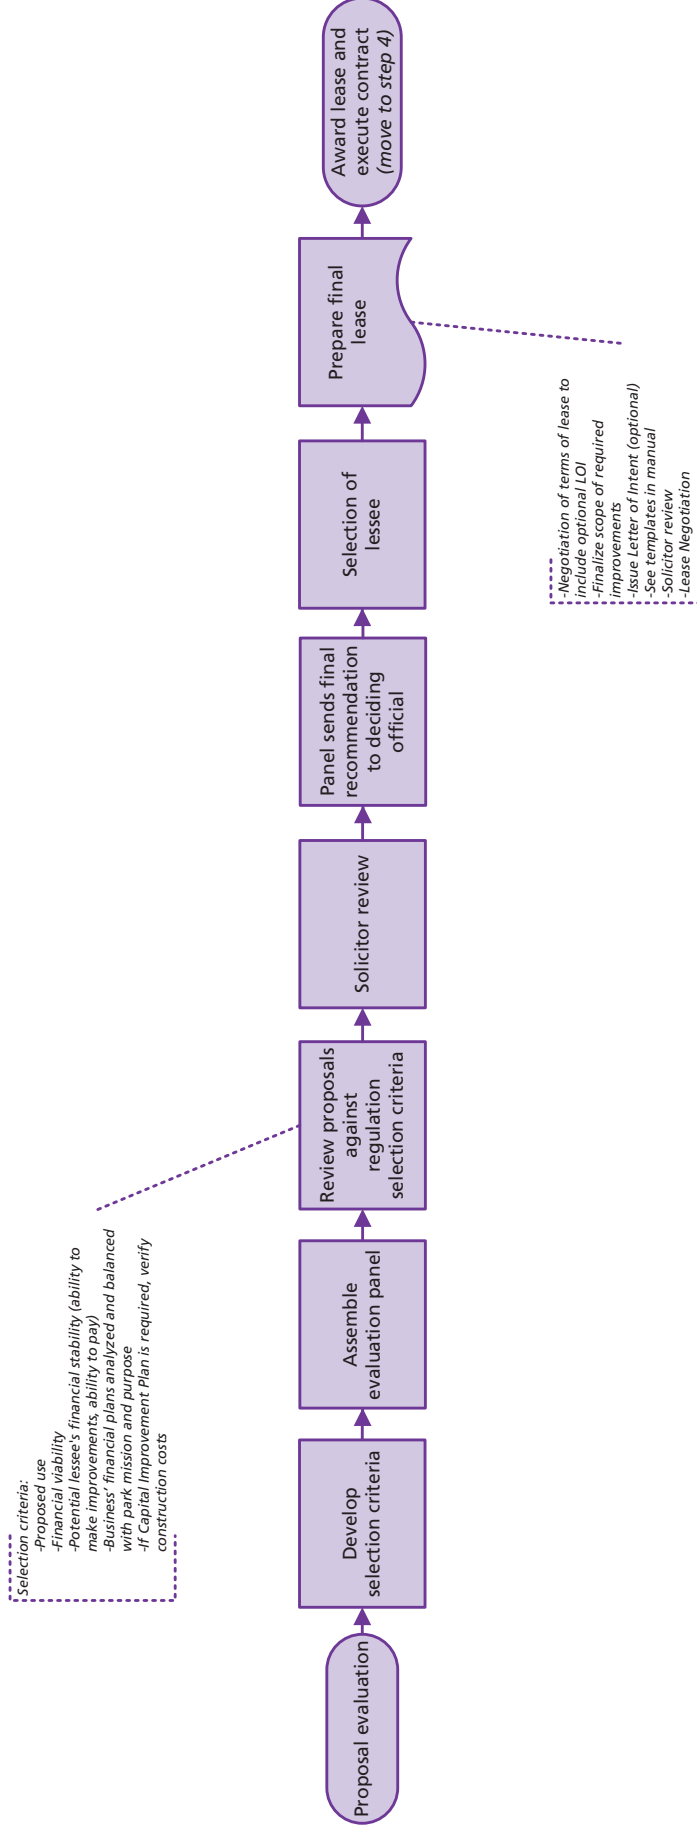 Selection criteria:
-Proposed use
-Financial viability
-Potential lessee's financial stability (ability to
make improvements, ability to pay)
-Business' financial plans analyzed and balanced
with park mission and purpose
-If Capital Improvement Plan is required, verify
construction costs
Proposal evaluation
Develop
selection criteria
Assemble
evaluation panel
Review proposals
against
regulation
selection criteria
Solicitor review
Panel sends final
recommendation
to deciding
official
Selection of
lessee
Prepare final
lease
Award lease and
execute contract
(move to step 4)
-Negotiation of terms of lease to
include optional LOI
-Finalize scope of required
improvements
-Issue Letter of Intent (optional)
-See templates in manual
-Solicitor review
-Lease Negotiation